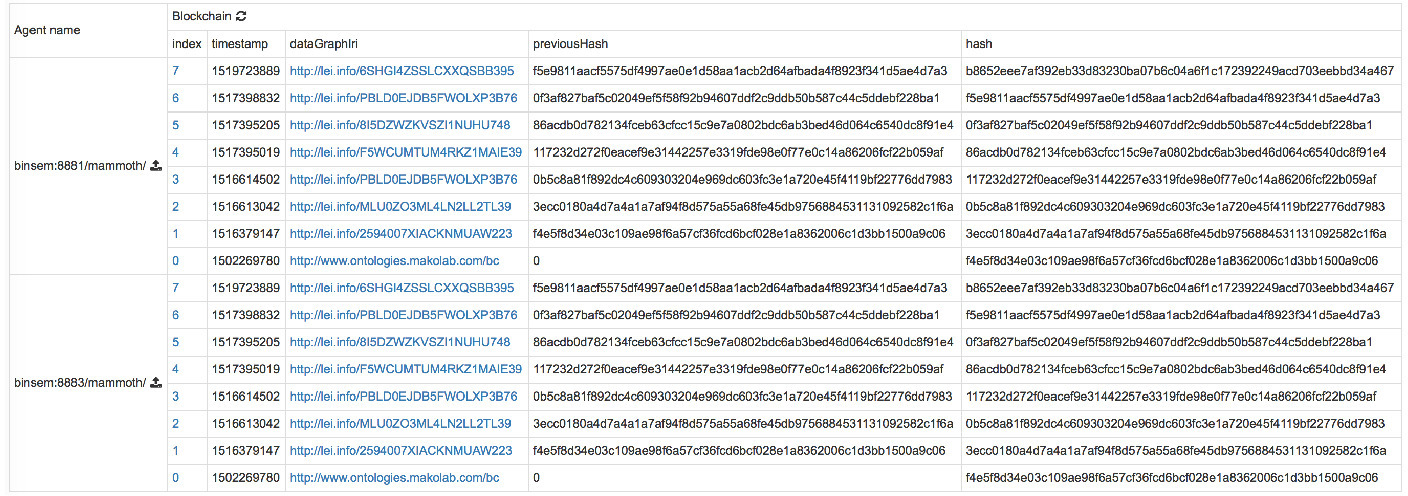 Agent name Blockchain
index timestamp dataGraphIri previousHash hash
7 1519723889 http://lei.info/6SHGI4ZSSLCXXQSBB395 f5e9811aacf5575df4997ae0e1d58aa1acb2d64afbada4f8923f341d5ae4d7a3 b8652eee7af392eb33d83230ba07b6c04a6f1c172392249acd703eebbd34a467
6 1517398832 http://lei.info/PBLD0EJDB5FWOLXP3B76 0f3af827baf5c02049ef5f58f92b94607ddf2c9ddb50b587c44c5ddebf228ba1 f5e9811aacf5575df4997ae0e1d58aa1acb2d64afbada4f8923f341d5ae4d7a3
5 1517395205 http://lei.info/8I5DZWZKVSZI1NUHU748 86acdb0d782134fceb63cfcc15c9e7a0802bdc6ab3bed46d064c6540dc8f91e4 0f3af827baf5c02049ef5f58f92b94607ddf2c9ddb50b587c44c5ddebf228ba1
binsem:8881/mammoth/ 4 1517395019 http://lei.info/F5WCUMTUM4RKZ1MAIE39 117232d272f0eacef9e31442257e3319fde98e0f77e0c14a86206fcf22b059af 86acdb0d782134fceb63cfcc15c9e7a0802bdc6ab3bed46d064c6540dc8f91e4
3 1516614502 http://lei.info/PBLD0EJDB5FWOLXP3B76 0b5c8a81f892dc4c609303204e969dc603fc3e1a720e45f4119bf22776dd7983 117232d272f0eacef9e31442257e3319fde98e0f77e0c14a86206fcf22b059af
2 1516613042 http://lei.info/MLU0ZO3ML4LN2LL2TL39 3ecc0180a4d7a4a1a7af94f8d575a55a68fe45db9756884531131092582c1f6a 0b5c8a81f892dc4c609303204e969dc603fc3e1a720e45f4119bf22776dd7983
1 1516379147 http://lei.info/2594007XIACKNMUAW223 f4e5f8d34e03c109ae98f6a57cf36fcd6bcf028e1a8362006c1d3bb1500a9c06 3ecc0180a4d7a4a1a7af94f8d575a55a68fe45db9756884531131092582c1f6a
0 1502269780 http://www.ontologies.makolab.com/bc 0 f4e5f8d34e03c109ae98f6a57cf36fcd6bcf028e1a8362006c1d3bb1500a9c06
7 1519723889 http://lei.info/6SHGI4ZSSLCXXQSBB395 f5e9811aacf5575df4997ae0e1d58aa1acb2d64afbada4f8923f341d5ae4d7a3 b8652eee7af392eb33d83230ba07b6c04a6f1c172392249acd703eebbd34a467
6 1517398832 http://lei.info/PBLD0EJDB5FWOLXP3B76 0f3af827baf5c02049ef5f58f92b94607ddf2c9ddb50b587c44c5ddebf228ba1 f5e9811aacf5575df4997ae0e1d58aa1acb2d64afbada4f8923f341d5ae4d7a3
5 1517395205 http://lei.info/8I5DZWZKVSZI1NUHU748 86acdb0d782134fceb63cfcc15c9e7a0802bdc6ab3bed46d064c6540dc8f91e4 0f3af827baf5c02049ef5f58f92b94607ddf2c9ddb50b587c44c5ddebf228ba1
binsem:8883/mammoth/ 4 1517395019 http://lei.info/F5WCUMTUM4RKZ1MAIE39 117232d272f0eacef9e31442257e3319fde98e0f77e0c14a86206fcf22b059af 86acdb0d782134fceb63cfcc15c9e7a0802bdc6ab3bed46d064c6540dc8f91e4
3 1516614502 http://lei.info/PBLD0EJDB5FWOLXP3B76 0b5c8a81f892dc4c609303204e969dc603fc3e1a720e45f4119bf22776dd7983 117232d272f0eacef9e31442257e3319fde98e0f77e0c14a86206fcf22b059af
2 1516613042 http://lei.info/MLU0ZO3ML4LN2LL2TL39 3ecc0180a4d7a4a1a7af94f8d575a55a68fe45db9756884531131092582c1f6a 0b5c8a81f892dc4c609303204e969dc603fc3e1a720e45f4119bf22776dd7983
1 1516379147 http://lei.info/2594007XIACKNMUAW223 f4e5f8d34e03c109ae98f6a57cf36fcd6bcf028e1a8362006c1d3bb1500a9c06 3ecc0180a4d7a4a1a7af94f8d575a55a68fe45db9756884531131092582c1f6a
0 1502269780 http://www.ontologies.makolab.com/bc 0 f4e5f8d34e03c109ae98f6a57cf36fcd6bcf028e1a8362006c1d3bb1500a9c06